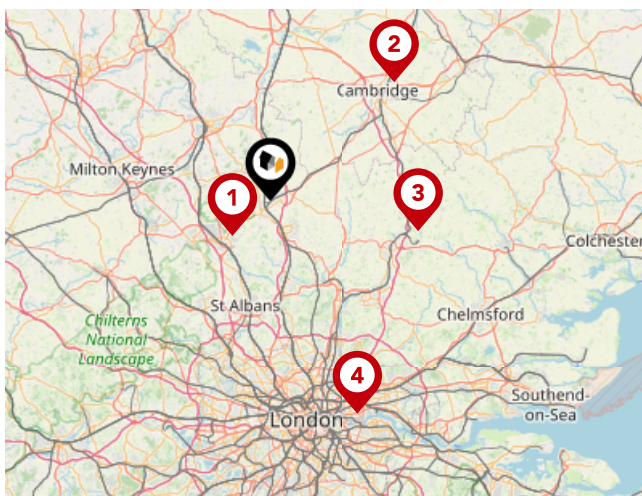 2
Cambridge
Milton Keynes
1
3
Colchester
St Albans
Chelmsford
Chilterns
National
Landscape
4
London
Southend-
on-Sea